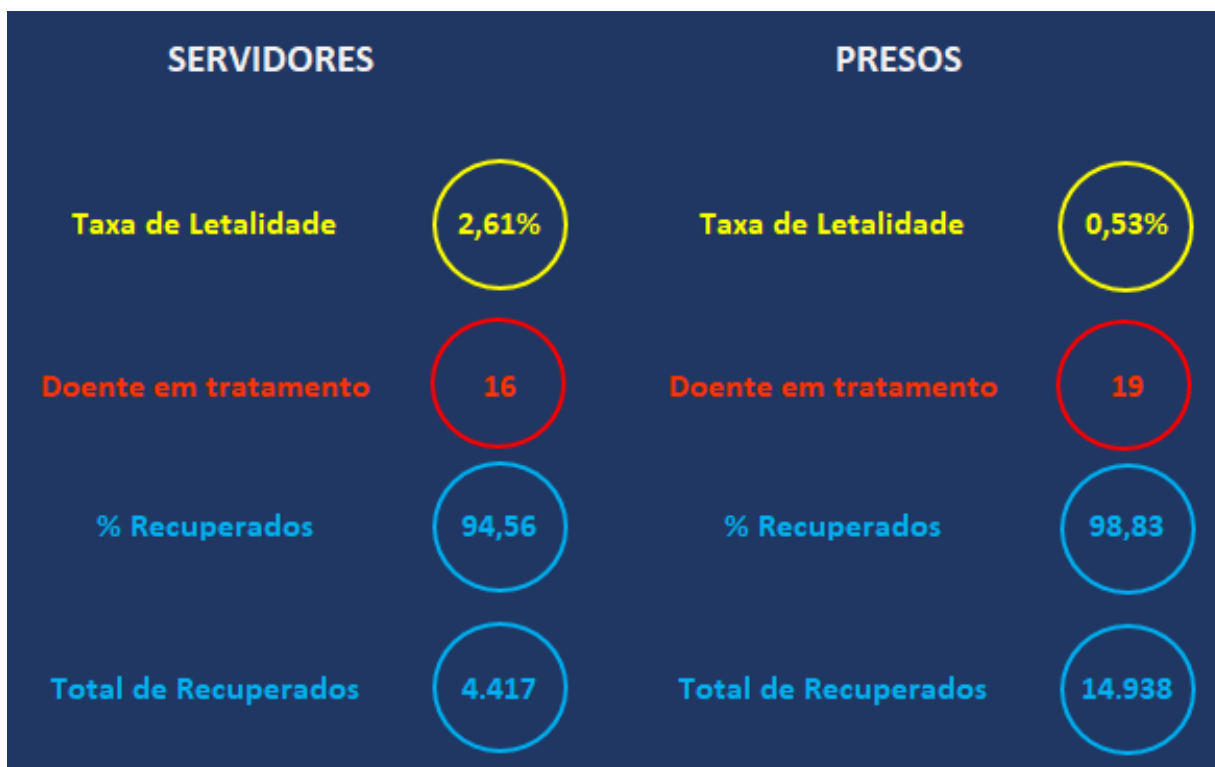 SERVIDORES
PRESOS
Taxa de Letalidade 2,61%
Taxa de Letalidade 0,53%
Doente em tratamento 16
Doente em tratamento 19
% Recuperados 94,56
% Recuperados 98,83
Total de Recuperados 4.417
Total de Recuperados 14.938